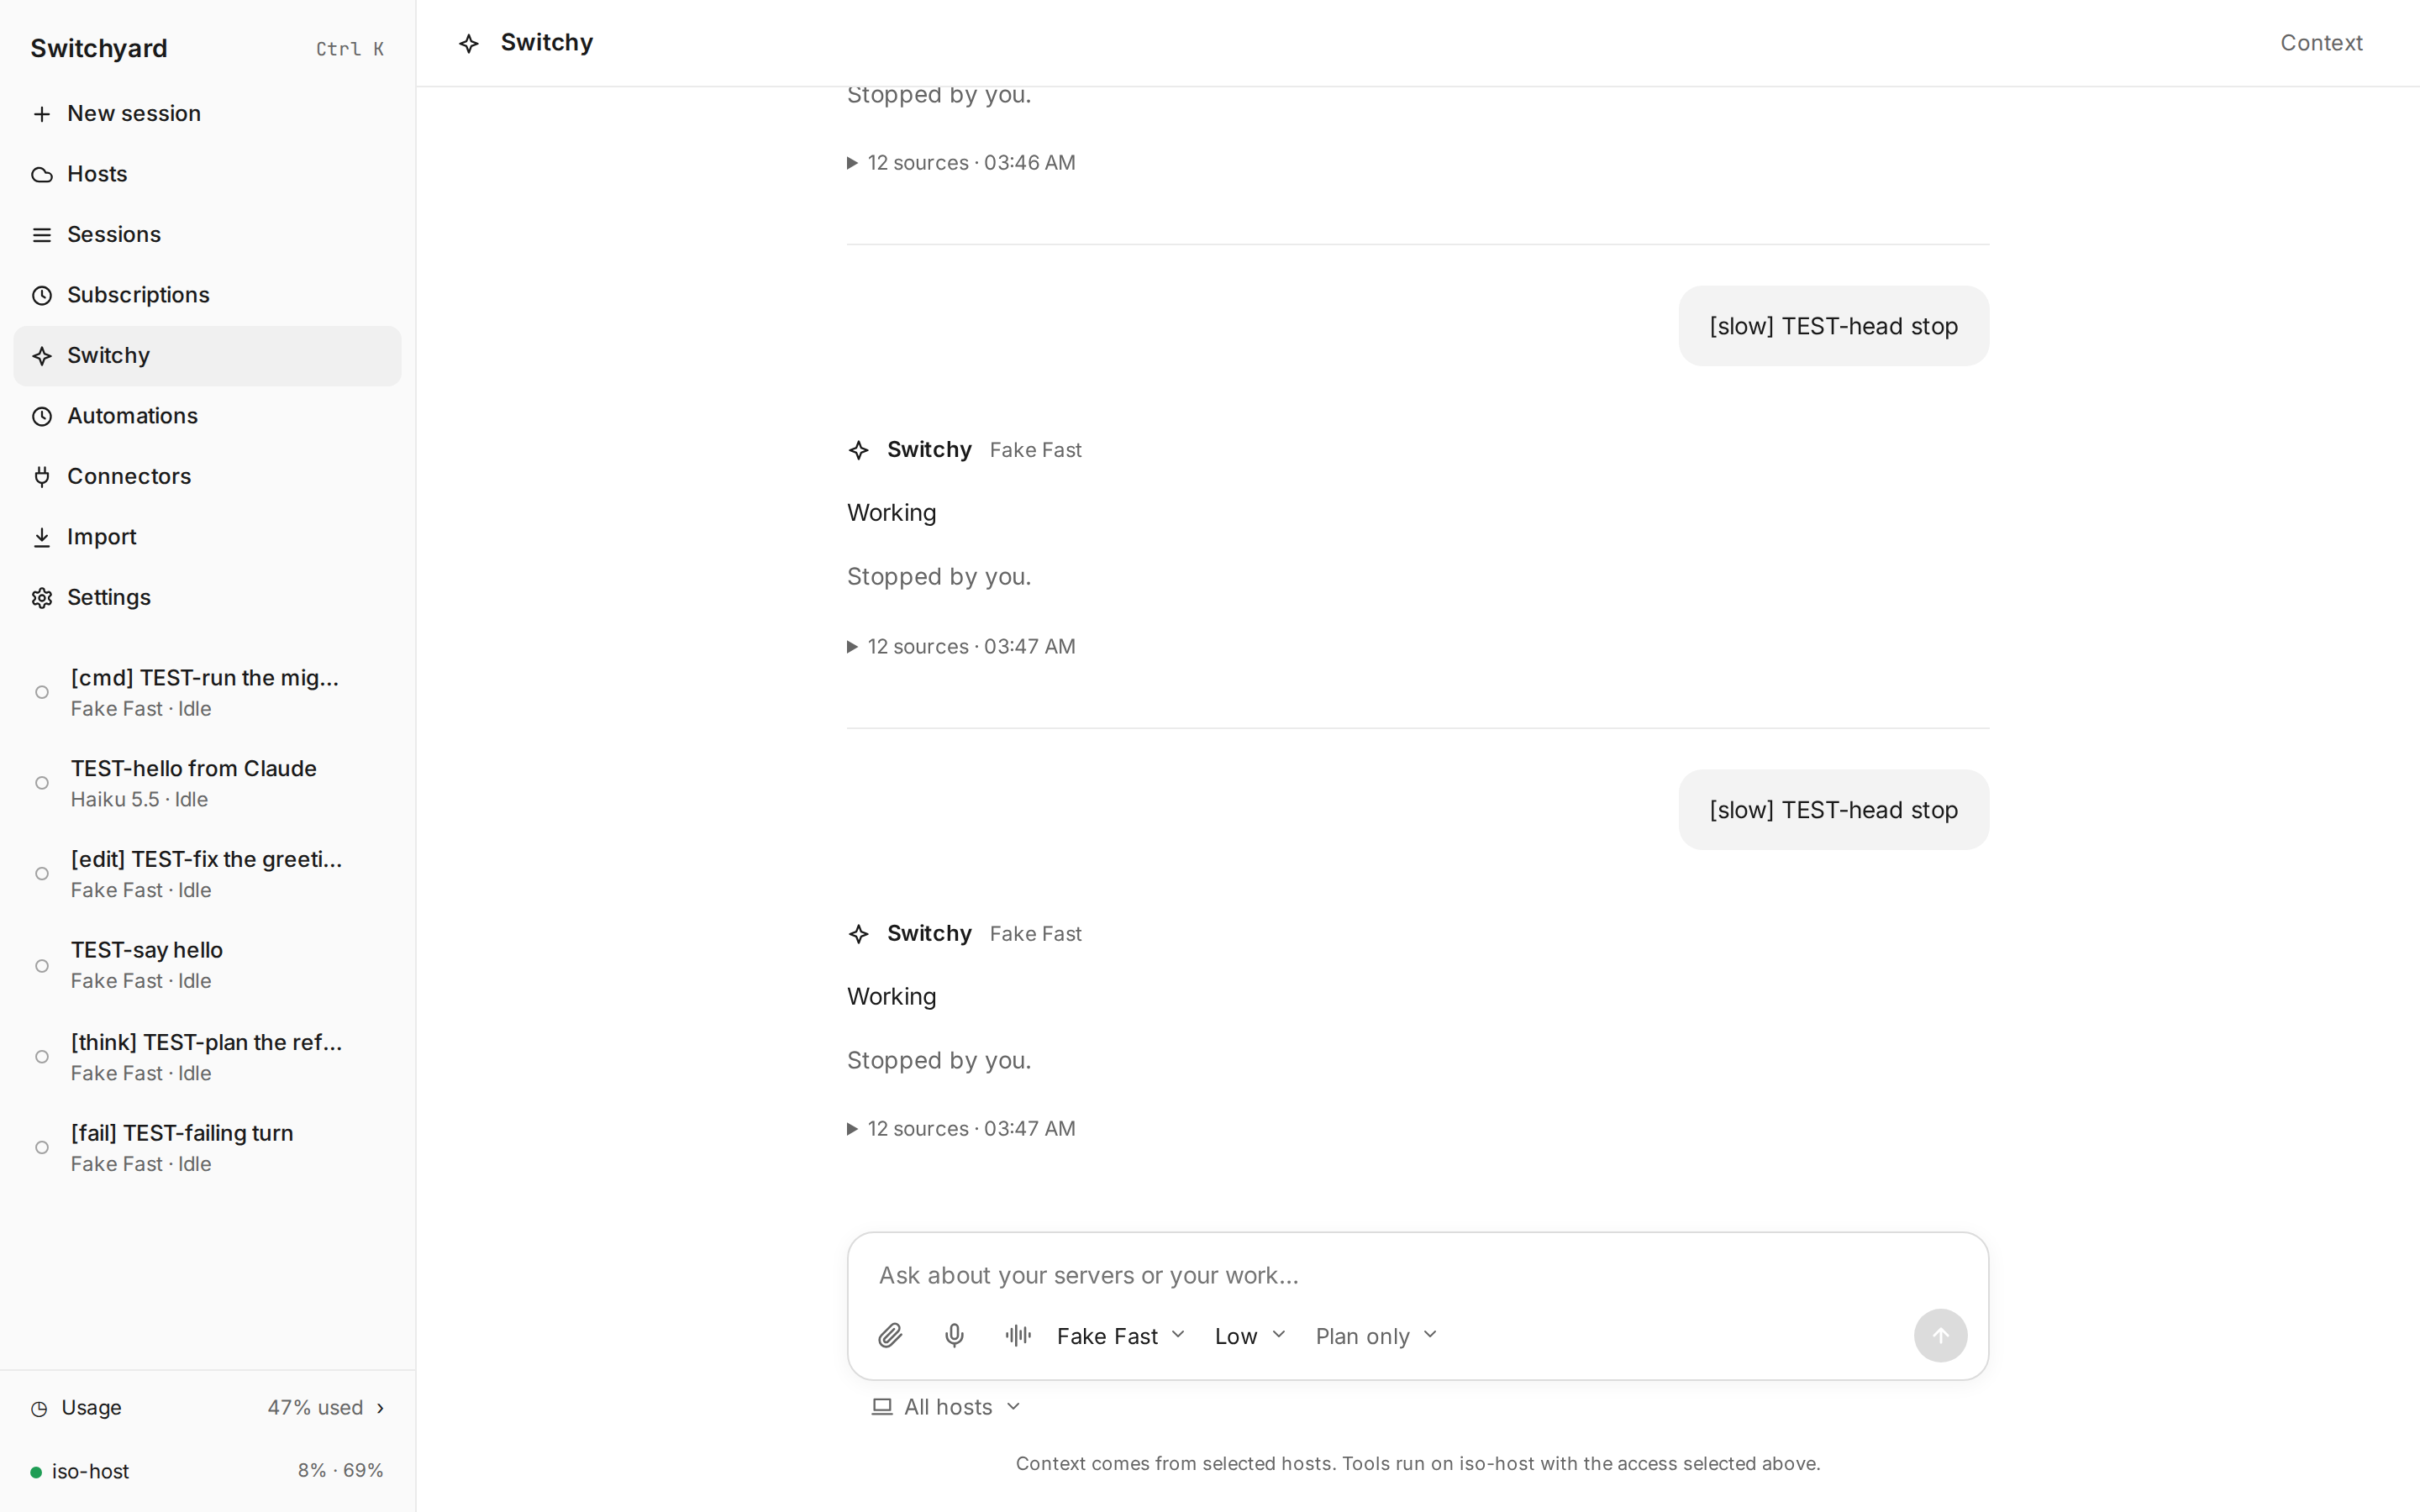 Switchyard
Ctrl K
New session
Hosts
Sessions
Subscriptions
Switchy
Automations
Connectors
Import
Settings
[cmd] TEST-run the mig...
Fake Fast · Idle
TEST-hello from Claude
Haiku 5.5 · Idle
[edit] TEST-fix the greeti...
Fake Fast · Idle
TEST-say hello
Fake Fast · Idle
[think] TEST-plan the ref...
Fake Fast · Idle
[fail] TEST-failing turn
Fake Fast · Idle
Usage
47% used
iso-host
8% · 69%
Switchy
Context
Stopped by you.
12 sources · 03:46 AM
[slow] TEST-head stop
Switchy Fake Fast
Working
Stopped by you.
12 sources · 03:47 AM
[slow] TEST-head stop
Switchy Fake Fast
Working
Stopped by you.
12 sources · 03:47 AM
Ask about your servers or your work...
Fake Fast
Low
Plan only
All hosts
Context comes from selected hosts. Tools run on iso-host with the access selected above.